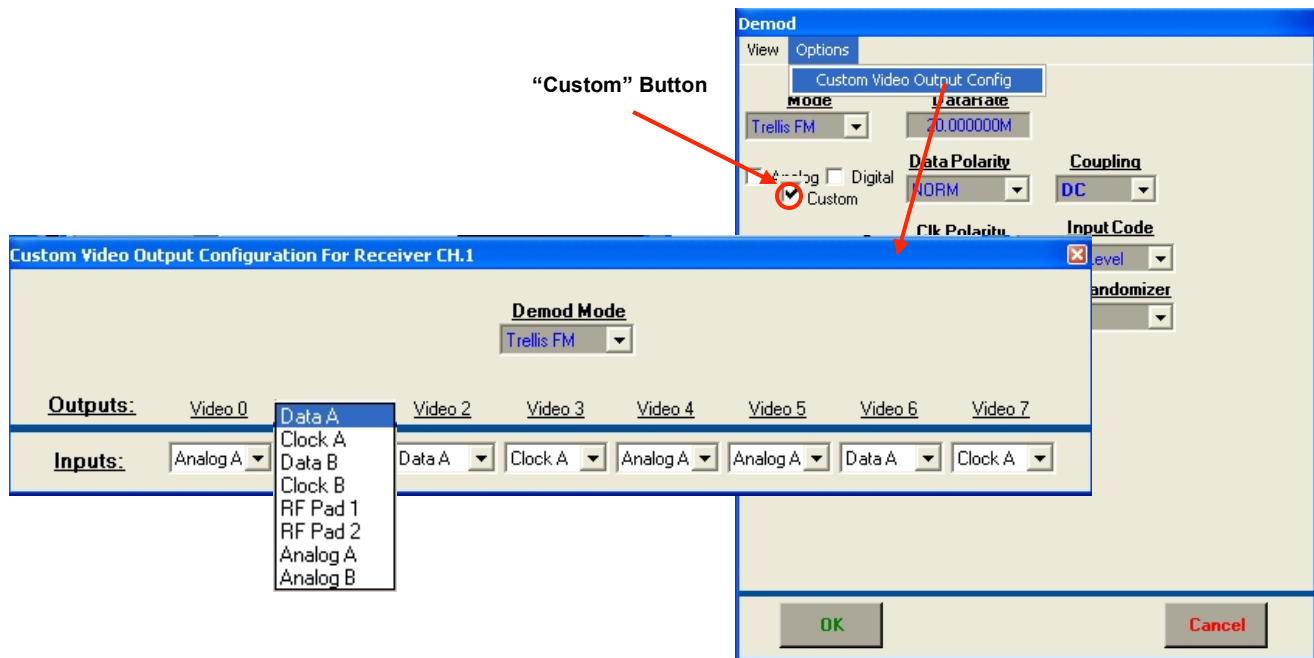 Demod
View Options
Custom Video Output Config
“Custom” Button
Mode DataRate
Trellis FM 20.000000M
Data Polarity Coupling
Analog Digital NORM DC
Custom
Clk Polarity Input Code
Custom Video Output Configuration For Receiver CH.1
Level
andomizer
Demod Mode
Trellis FM
Outputs: Video 0 Video 2 Video 3 Video 4 Video 5 Video 6 Video 7
Inputs: Analog A Data A Clock A Analog A Analog A Data A Clock A
Data A
Clock A
Data B
Clock B
RF Pad 1
RF Pad 2
Analog A
Analog B
OK Cancel